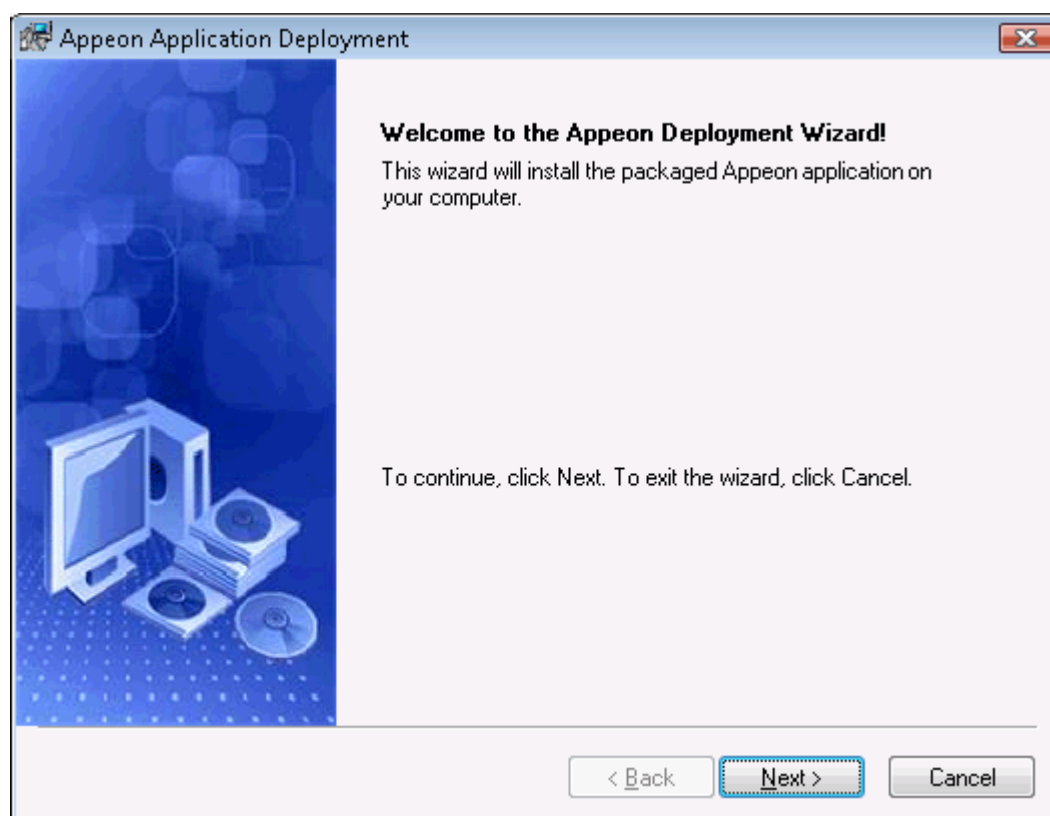 Appeon Application Deployment
Welcome to the Appeon Deployment Wizard!
This wizard will install the packaged Appeon application on
your computer.
To continue, click Next. To exit the wizard, click Cancel.
< Back
Next >
Cancel